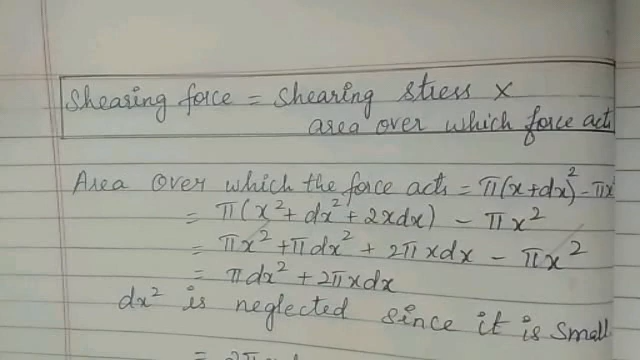 Shearing force = Shearing stress ×
area over which force acts
Area over which the force acts = π(x+dx)² - πx²
= π(x² + dx² + 2xdx) - πx²
= πx² + πdx² + 2πxdx - πx²
= πdx² + 2πxdx
dx² is neglected since it is small